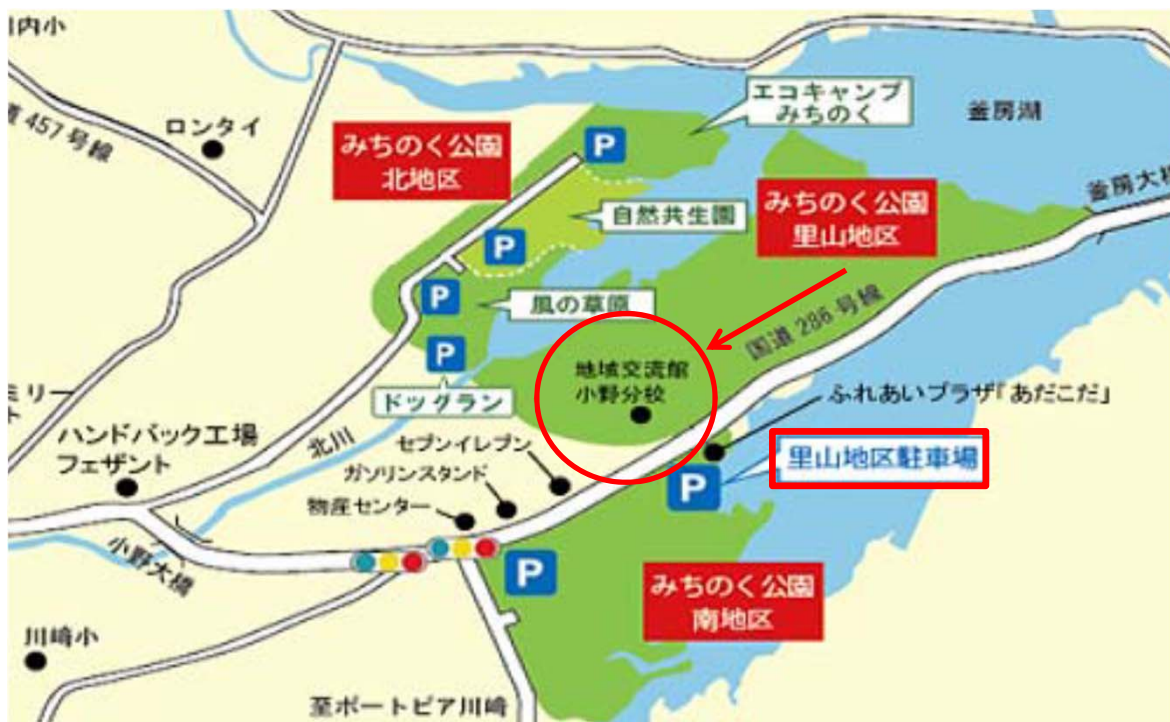 川内小
道 457号線
ロンタイ
みちのく公園
北地区
P
エコキャンプ
みちのく
釜房湖
釜房大橋
自然共生園
P
みちのく公園
里山地区
P
風の草原
国道 286 号線
P
ドッグラン
地域交流館
小野分校
ふれあいプラザ「あだこだ」
ミリー
ハンドバック工場
フェザント
北川
セブンイレブン
ガソリンスタンド
物産センター
里山地区駐車場
P
小野大橋
P
みちのく公園
南地区
川崎小
至ボートピア川崎